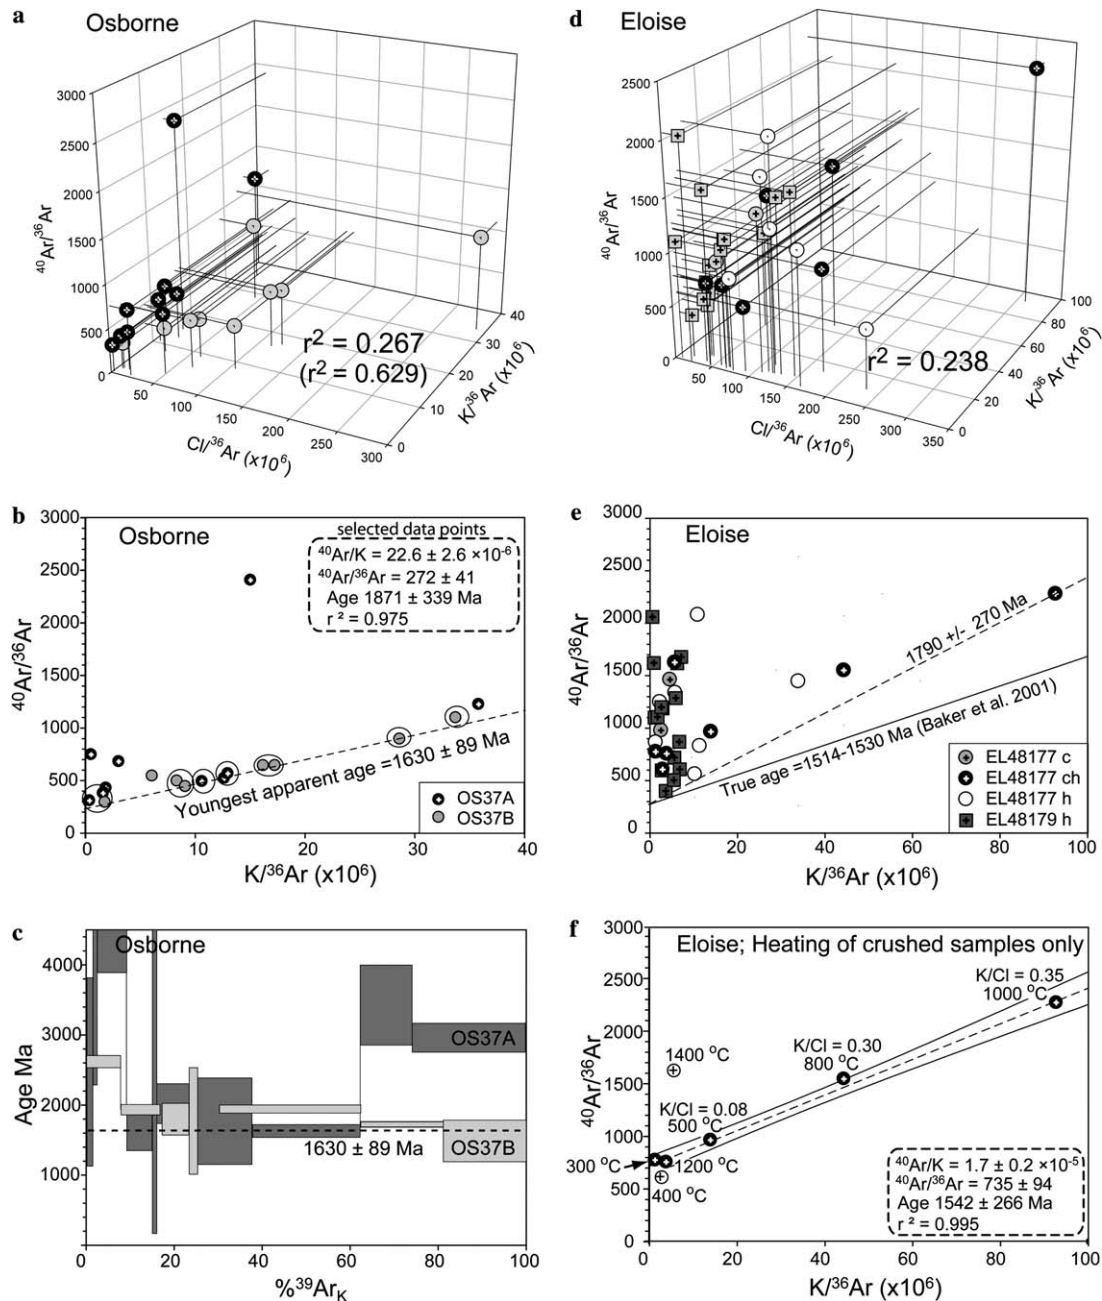 a
Osborne
3000
2500
2000
1500
1000
500
0
⁴⁰Ar/³⁶Ar
0
50
100
150
200
250
300
Cl/³⁶Ar (x10⁶)
0
10
20
30
40
K/³⁶Ar (x10⁶)
r² = 0.267
(r² = 0.629)
d
Eloise
2500
2000
1500
1000
500
0
⁴⁰Ar/³⁶Ar
0
50
100
150
200
250
300
350
Cl/³⁶Ar (x10⁶)
0
20
40
60
80
100
K/³⁶Ar (x10⁶)
r² = 0.238
b
Osborne
3000
2500
2000
1500
1000
500
0
⁴⁰Ar/³⁶Ar
selected data points
⁴⁰Ar/K = 22.6 ± 2.6 ×10⁻⁶
⁴⁰Ar/³⁶Ar = 272 ± 41
Age 1871 ± 339 Ma
r ² = 0.975
Youngest apparent age =1630 ± 89 Ma
OS37A
OS37B
0 10 20 30 40
K/³⁶Ar (x10⁶)
e
Eloise
3000
2500
2000
1500
1000
500
0
⁴⁰Ar/³⁶Ar
1790 +/- 270 Ma
True age =1514-1530 Ma (Baker et al. 2001)
EL48177 c
EL48177 ch
EL48177 h
EL48179 h
0 20 40 60 80 100
K/³⁶Ar (x10⁶)
c
Osborne
4000
3000
2000
1000
Age Ma
OS37A
OS37B
1630 ± 89 Ma
0 20 40 60 80 100
%³⁹Ar_K
f
Eloise; Heating of crushed samples only
3000
2500
2000
1500
1000
500
0
⁴⁰Ar/³⁶Ar
K/Cl = 0.35
1000 °C
K/Cl = 0.30
800 °C
1400 °C
K/Cl = 0.08
500 °C
300 °C
1200 °C
400 °C
⁴⁰Ar/K = 1.7 ± 0.2 ×10⁻⁵
⁴⁰Ar/³⁶Ar = 735 ± 94
Age 1542 ± 266 Ma
r ² = 0.995
0 20 40 60 80 100
K/³⁶Ar (x10⁶)